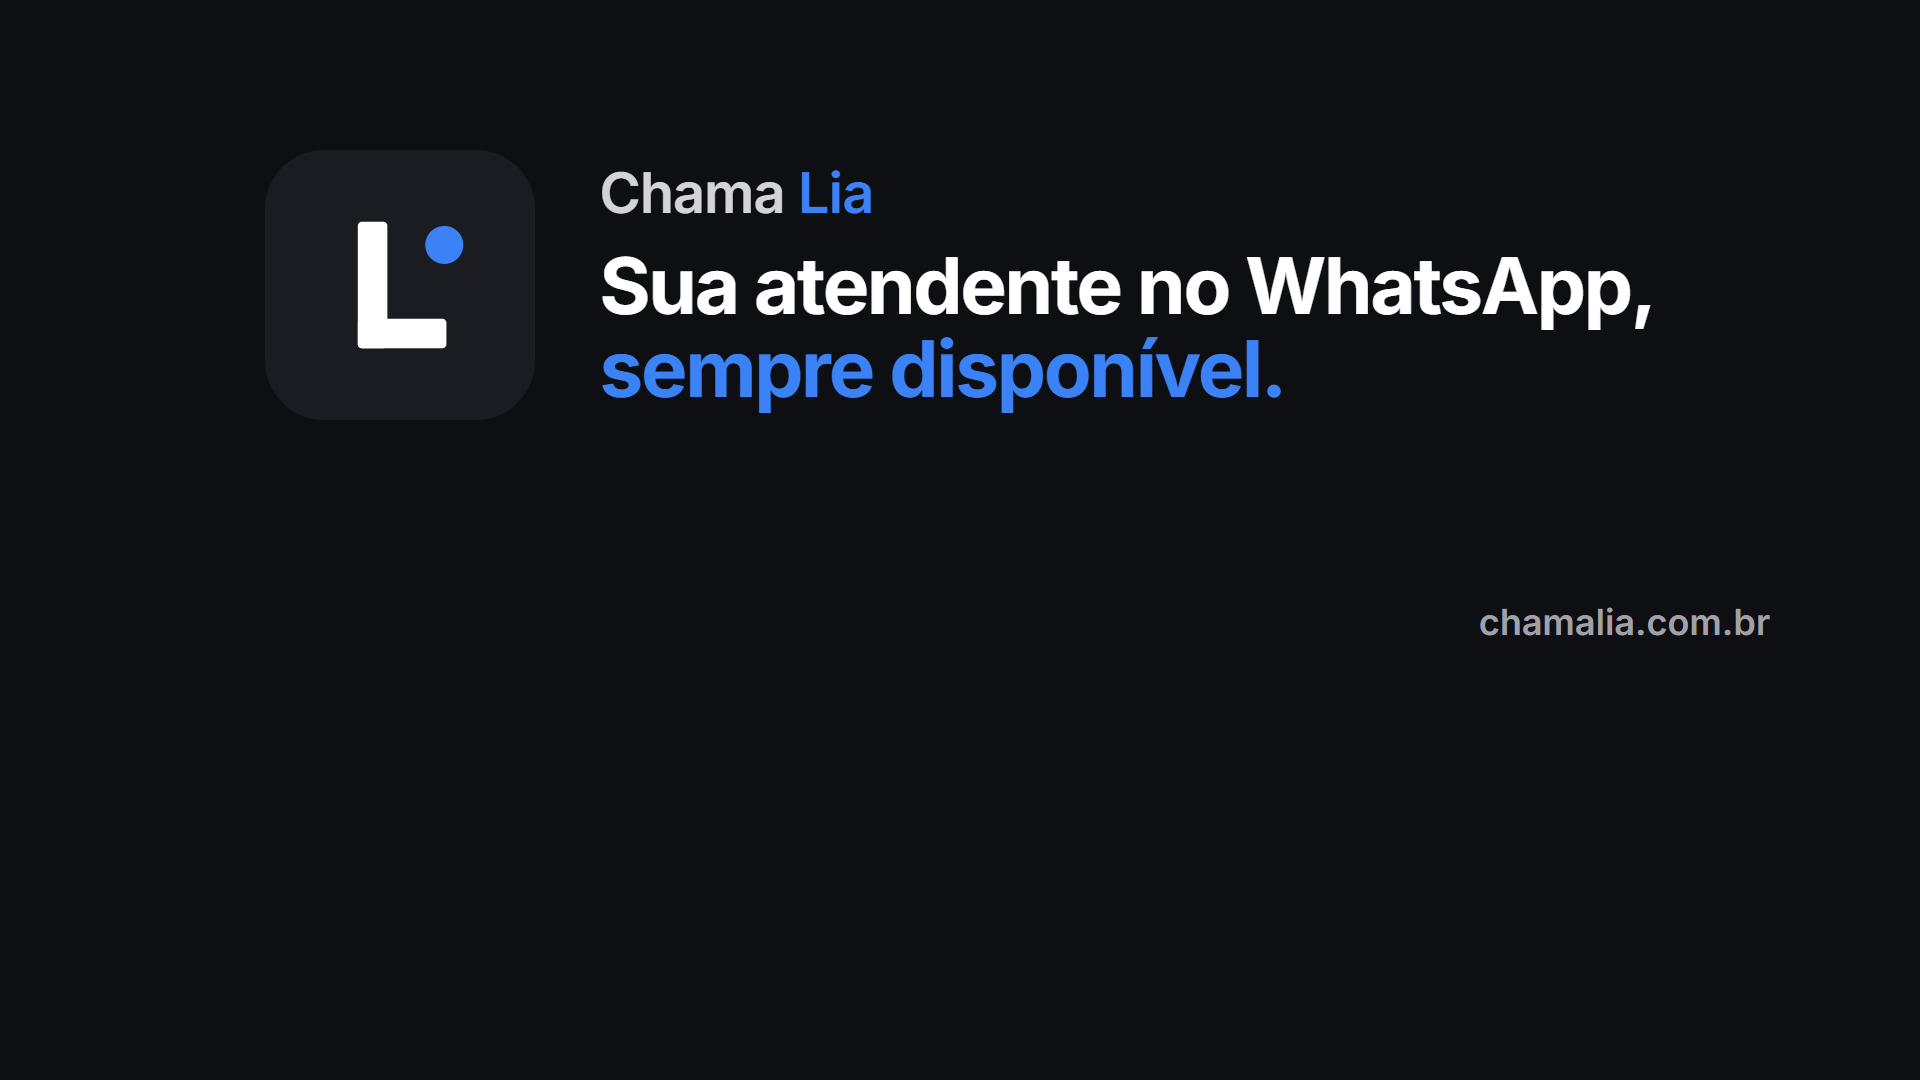 L
Chama Lia
Sua atendente no WhatsApp,
sempre disponível.
chamalia.com.br